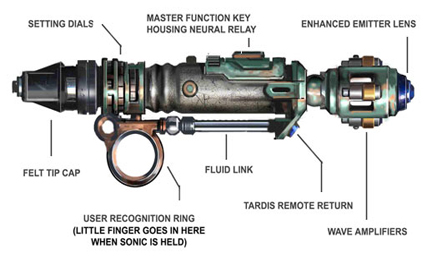 SETTING DIALS
MASTER FUNCTION KEY
HOUSING NEURAL RELAY
ENHANCED EMITTER LENS
FELT TIP CAP
FLUID LINK
TARDIS REMOTE RETURN
USER RECOGNITION RING
(LITTLE FINGER GOES IN HERE
WHEN SONIC IS HELD)
WAVE AMPLIFIERS